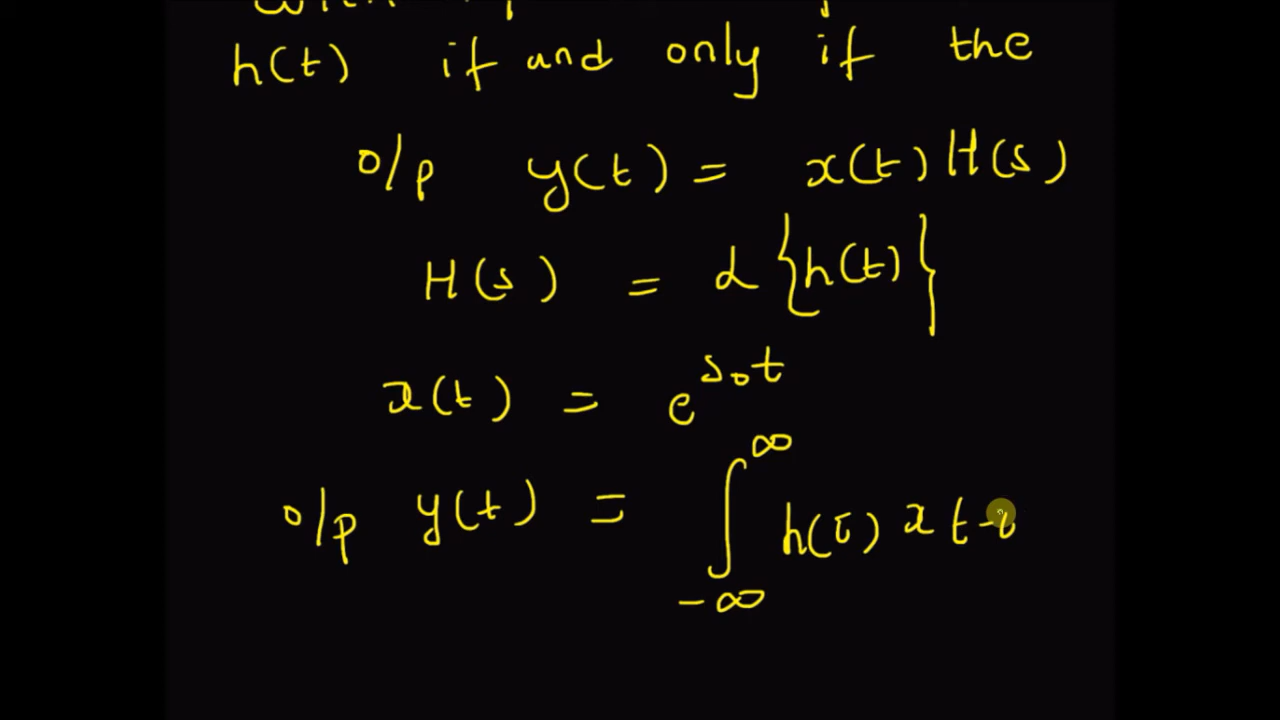 h(t) if and only if the
o/p y(t) = x(t) H(s)
H(s) = L {h(t)}
x(t) = e^{s₀t}
o/p y(t) = ∫_{-∞}^{∞} h(τ) x t-τ